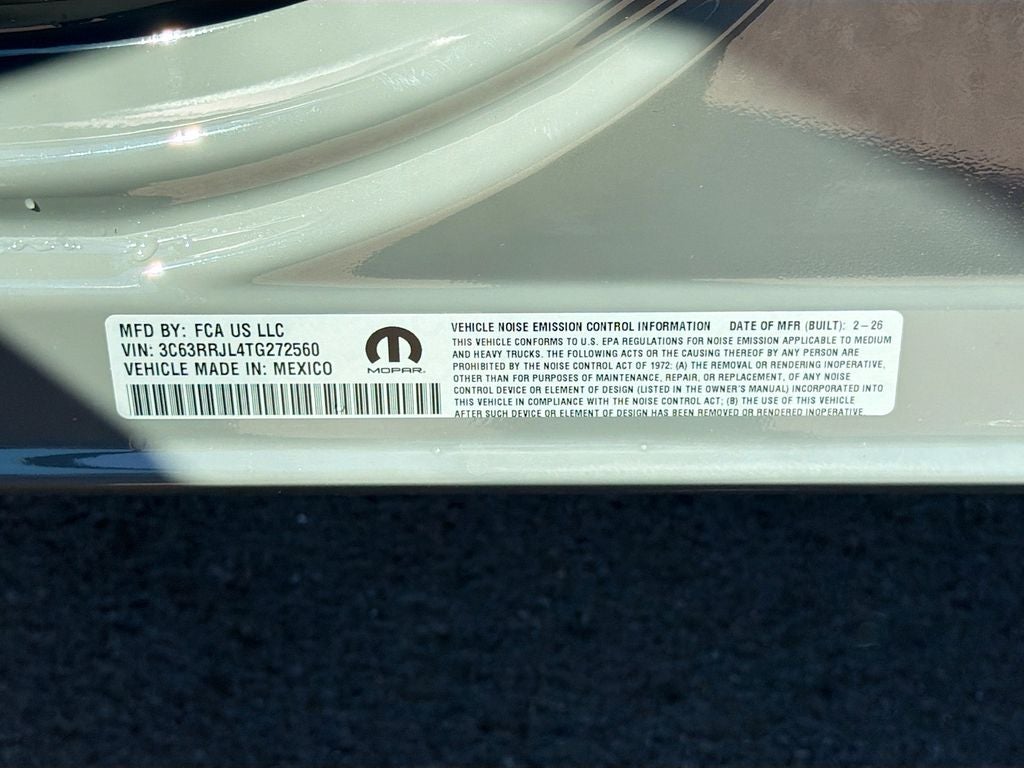 MFD BY: FCA US LLC
VIN: 3C63RRJL4TG272560
VEHICLE MADE IN: MEXICO
MOPAR.
VEHICLE NOISE EMISSION CONTROL INFORMATION DATE OF MFR (BUILT): 2-26
THIS VEHICLE CONFORMS TO U.S. EPA REGULATIONS FOR NOISE EMISSION APPLICABLE TO MEDIUM
AND HEAVY TRUCKS. THE FOLLOWING ACTS OR THE CAUSING THEREOF BY ANY PERSON ARE
PROHIBITED BY THE NOISE CONTROL ACT OF 1972: (A) THE REMOVAL OR RENDERING INOPERATIVE,
OTHER THAN FOR PURPOSES OF MAINTENANCE, REPAIR, OR REPLACEMENT, OF ANY NOISE
CONTROL DEVICE OR ELEMENT OF DESIGN (LISTED IN THE OWNER'S MANUAL) INCORPORATED INTO
THIS VEHICLE IN COMPLIANCE WITH THE NOISE CONTROL ACT; (B) THE USE OF THIS VEHICLE
AFTER SUCH DEVICE OR ELEMENT OF DESIGN HAS BEEN REMOVED OR RENDERED INOPERATIVE.